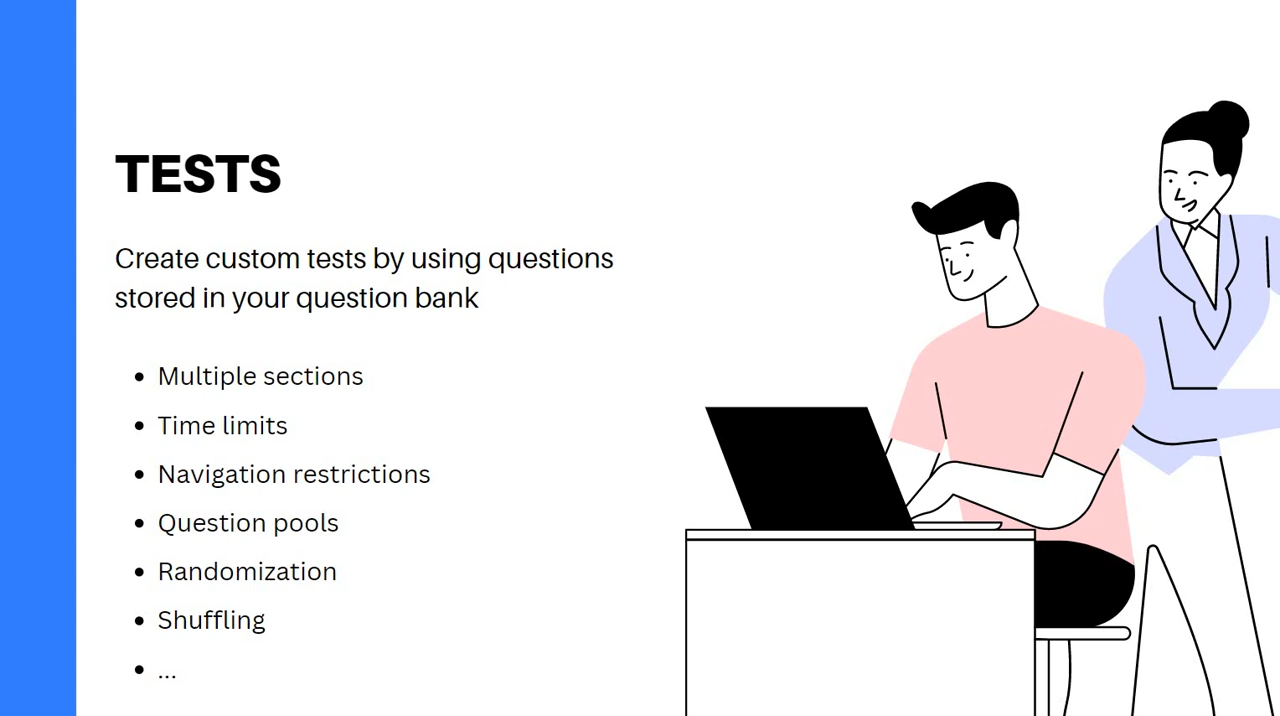 TESTS
Create custom tests by using questions
stored in your question bank
• Multiple sections
• Time limits
• Navigation restrictions
• Question pools
• Randomization
• Shuffling
• ...